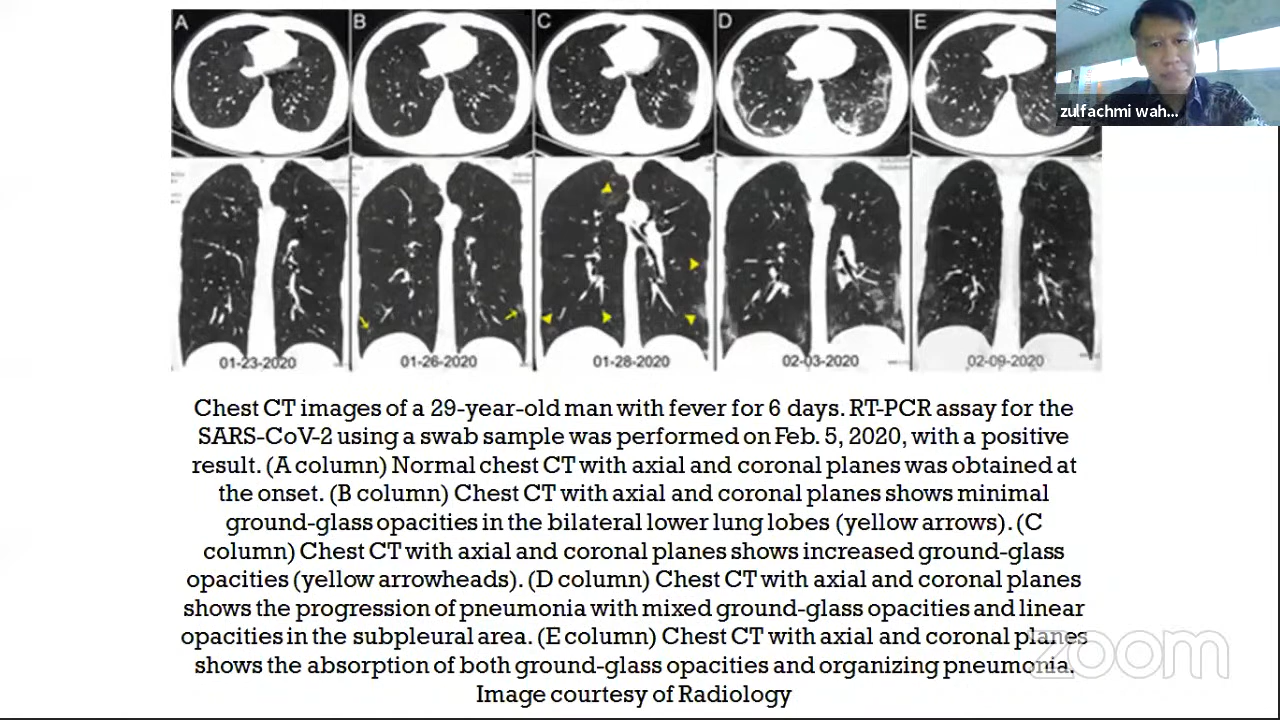 A B C D E
zulfachmi wah...
01-23-2020 01-26-2020 01-28-2020 02-03-2020 02-09-2020
Chest CT images of a 29-year-old man with fever for 6 days. RT-PCR assay for the
SARS-CoV-2 using a swab sample was performed on Feb. 5, 2020, with a positive
result. (A column) Normal chest CT with axial and coronal planes was obtained at
the onset. (B column) Chest CT with axial and coronal planes shows minimal
ground-glass opacities in the bilateral lower lung lobes (yellow arrows). (C
column) Chest CT with axial and coronal planes shows increased ground-glass
opacities (yellow arrowheads). (D column) Chest CT with axial and coronal planes
shows the progression of pneumonia with mixed ground-glass opacities and linear
opacities in the subpleural area. (E column) Chest CT with axial and coronal planes
shows the absorption of both ground-glass opacities and organizing pneumonia.
Image courtesy of Radiology
zoom